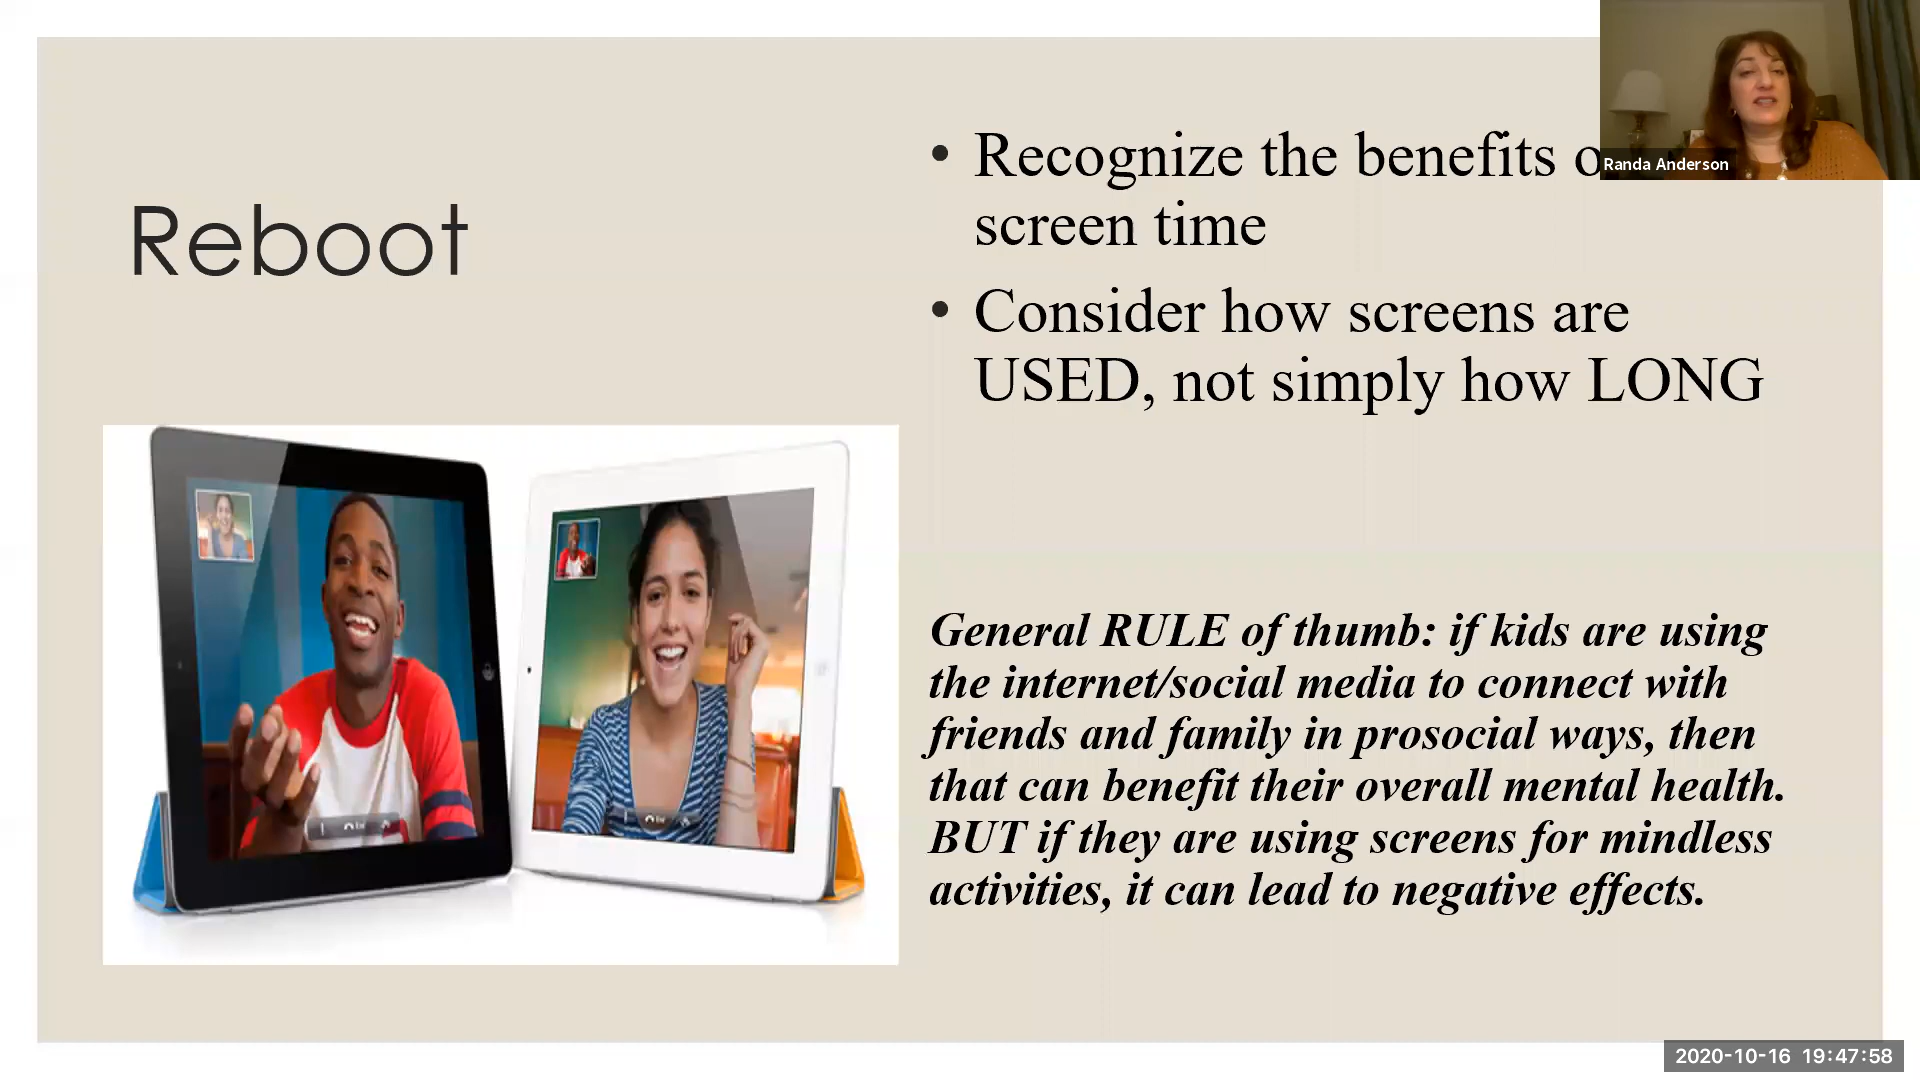 Reboot
• Recognize the benefits
screen time
• Consider how screens are
USED, not simply how LONG
General RULE of thumb: if kids are using
the internet/social media to connect with
friends and family in prosocial ways, then
that can benefit their overall mental health.
BUT if they are using screens for mindless
activities, it can lead to negative effects.
Randa Anderson
2020-10-16 19:47:58